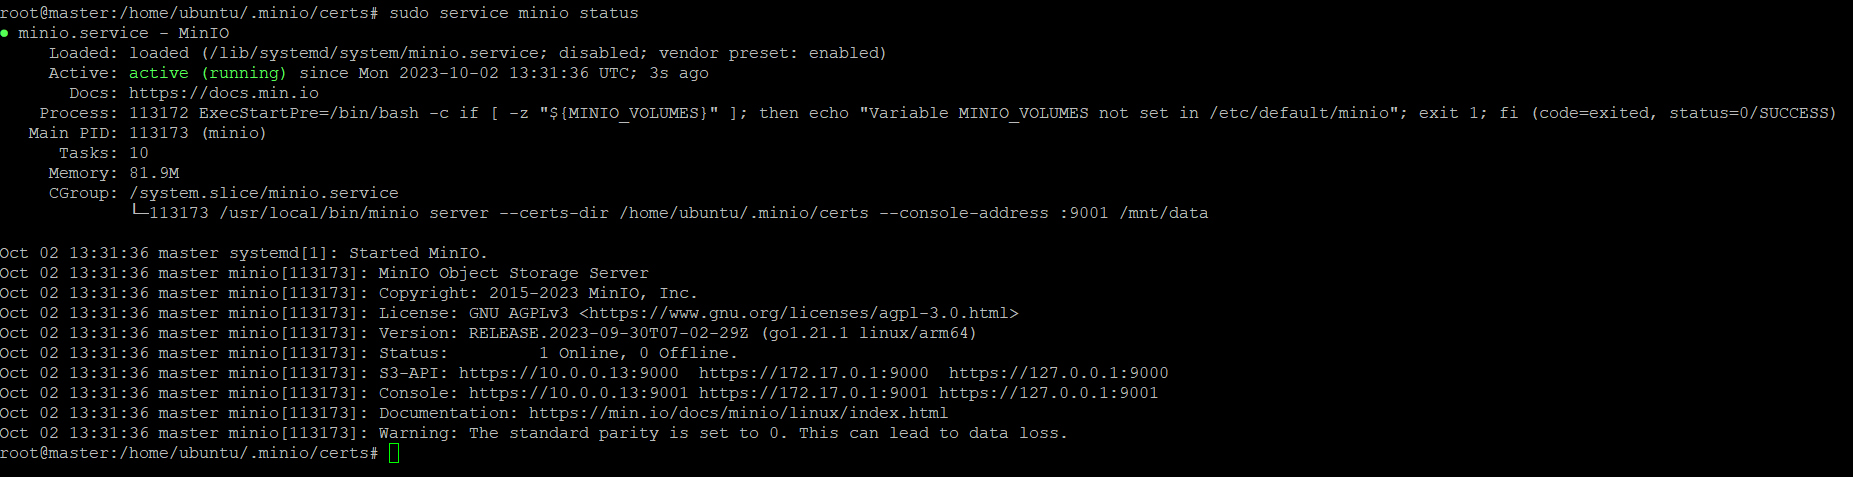 root@master:/home/ubuntu/.minio/certs# sudo service minio status
● minio.service - MinIO
Loaded: loaded (/lib/systemd/system/minio.service; disabled; vendor preset: enabled)
Active: active (running) since Mon 2023-10-02 13:31:36 UTC; 3s ago
Docs: https://docs.min.io
Process: 113172 ExecStartPre=/bin/bash -c if [ -z "${MINIO_VOLUMES}" ]; then echo "Variable MINIO_VOLUMES not set in /etc/default/minio"; exit 1; fi (code=exited, status=0/SUCCESS)
Main PID: 113173 (minio)
Tasks: 10
Memory: 81.9M
CGroup: /system.slice/minio.service
└─113173 /usr/local/bin/minio server --certs-dir /home/ubuntu/.minio/certs --console-address :9001 /mnt/data
Oct 02 13:31:36 master systemd[1]: Started MinIO.
Oct 02 13:31:36 master minio[113173]: MinIO Object Storage Server
Oct 02 13:31:36 master minio[113173]: Copyright: 2015-2023 MinIO, Inc.
Oct 02 13:31:36 master minio[113173]: License: GNU AGPLv3 <https://www.gnu.org/licenses/agpl-3.0.html>
Oct 02 13:31:36 master minio[113173]: Version: RELEASE.2023-09-30T07-02-29Z (go1.21.1 linux/arm64)
Oct 02 13:31:36 master minio[113173]: Status:         1 Online, 0 Offline.
Oct 02 13:31:36 master minio[113173]: S3-API: https://10.0.0.13:9000  https://172.17.0.1:9000  https://127.0.0.1:9000
Oct 02 13:31:36 master minio[113173]: Console: https://10.0.0.13:9001 https://172.17.0.1:9001 https://127.0.0.1:9001
Oct 02 13:31:36 master minio[113173]: Documentation: https://min.io/docs/minio/linux/index.html
Oct 02 13:31:36 master minio[113173]: Warning: The standard parity is set to 0. This can lead to data loss.
root@master:/home/ubuntu/.minio/certs#